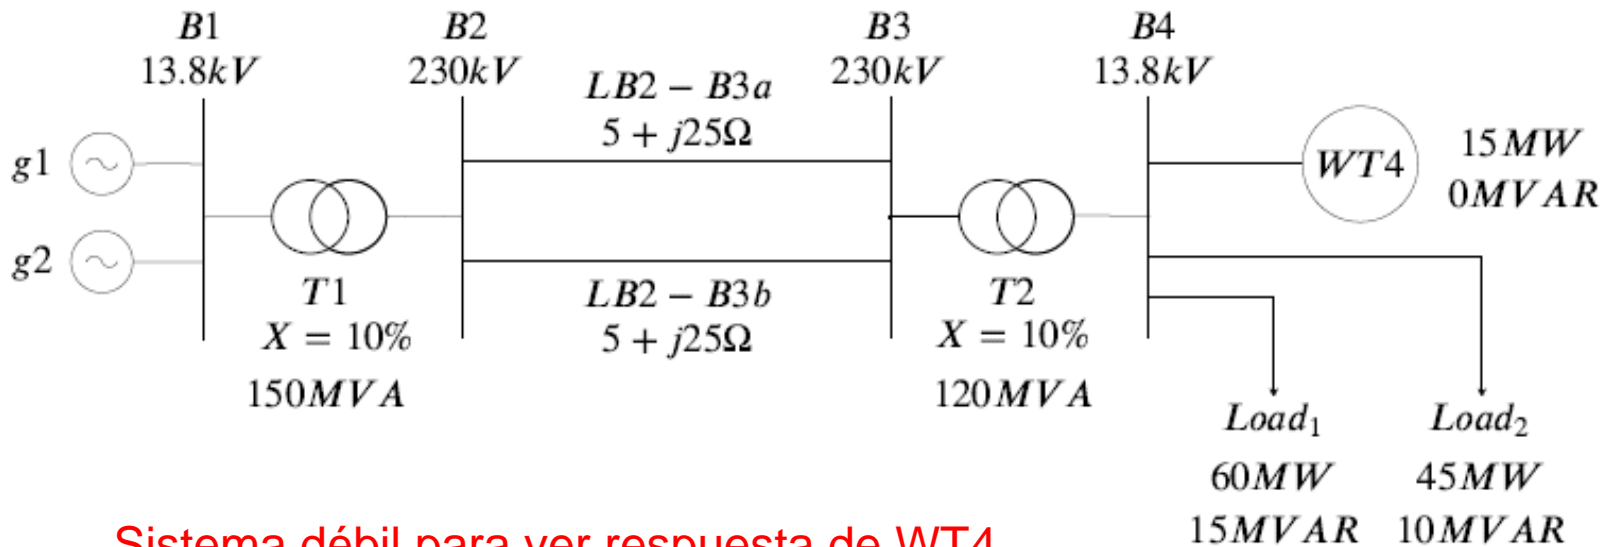 B1
13.8kV
B2
230kV
B3
230kV
B4
13.8kV
LB2 − B3a
5 + j25Ω
g1
g2
T1
X = 10%
150MVA
LB2 − B3b
5 + j25Ω
T2
X = 10%
120MVA
WT4
15MW
0MVAR
Load1
60MW
15MVAR
Load2
45MW
10MVAR
Sistema débil para ver respuesta de WT4